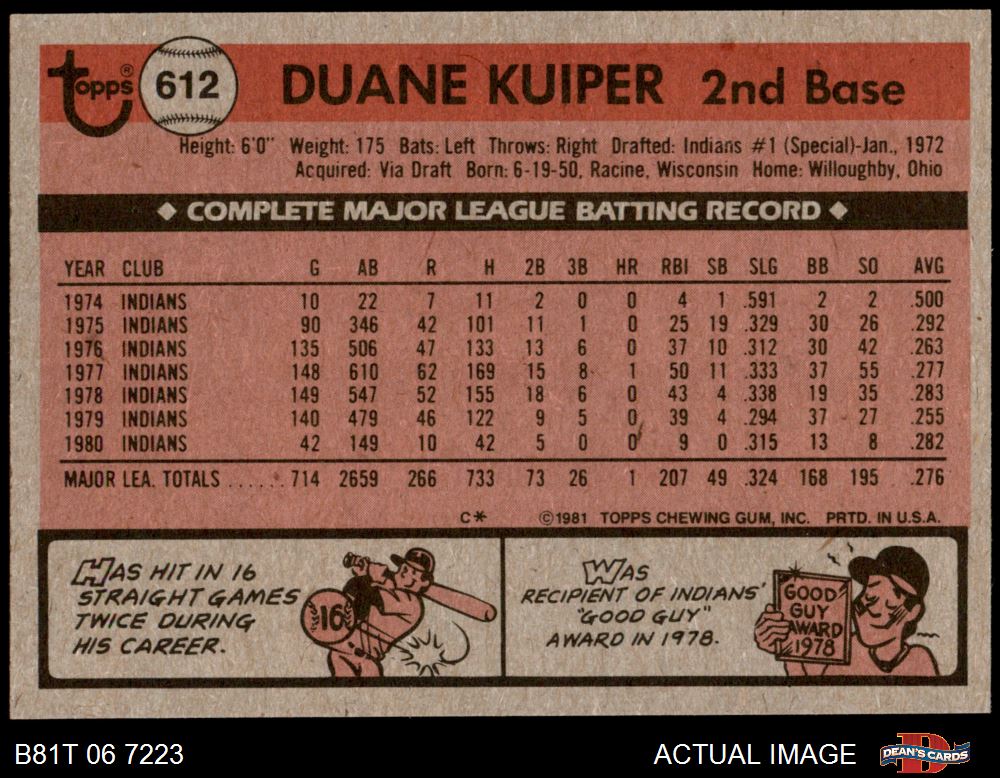 topps® 612 DUANE KUIPER 2nd Base
Height: 6'0" Weight: 175 Bats: Left Throws: Right Drafted: Indians #1 (Special)-Jan., 1972
Acquired: Via Draft Born: 6-19-50, Racine, Wisconsin Home: Willoughby, Ohio
◆ COMPLETE MAJOR LEAGUE BATTING RECORD ◆
YEAR CLUB G AB R H 2B 3B HR RBI SB SLG BB SO AVG
1974 INDIANS 10 22 7 11 2 0 0 4 1 .591 2 2 .500
1975 INDIANS 90 346 42 101 11 1 0 25 19 .329 30 26 .292
1976 INDIANS 135 506 47 133 13 6 0 37 10 .312 30 42 .263
1977 INDIANS 148 610 62 169 15 8 1 50 11 .333 37 55 .277
1978 INDIANS 149 547 52 155 18 6 0 43 4 .338 19 35 .283
1979 INDIANS 140 479 46 122 9 5 0 39 4 .294 37 27 .255
1980 INDIANS 42 149 10 42 5 0 0 9 0 .315 13 8 .282
MAJOR LEA. TOTALS ...... 714 2659 266 733 73 26 1 207 49 .324 168 195 .276
C* ©1981 TOPPS CHEWING GUM, INC. PRTD. IN U.S.A.
HAS HIT IN 16
STRAIGHT GAMES
TWICE DURING
HIS CAREER.
16
WAS
RECIPIENT OF INDIANS'
"GOOD GUY"
AWARD IN 1978.
GOOD
GUY
AWARD
1978
B81T 06 7223 ACTUAL IMAGE
D
DEAN'S CARDS